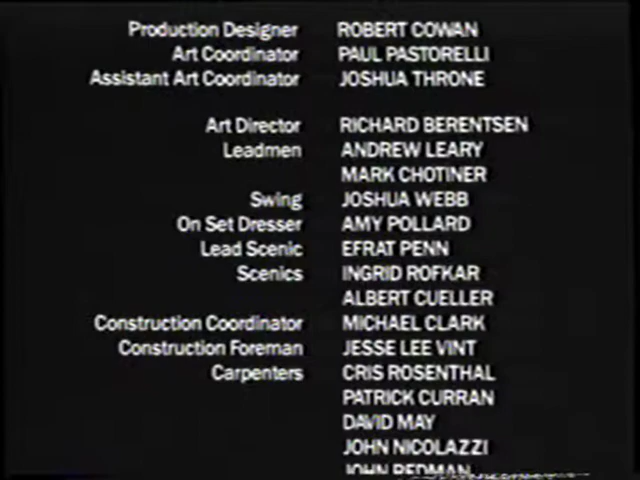 Production Designer ROBERT COWAN
Art Coordinator PAUL PASTORELLI
Assistant Art Coordinator JOSHUA THRONE
Art Director RICHARD BERENTSEN
Leadmen ANDREW LEARY
MARK CHOTINER
Swing JOSHUA WEBB
On Set Dresser AMY POLLARD
Lead Scenic EFRAT PENN
Scenics INGRID ROFKAR
ALBERT CUELLER
Construction Coordinator MICHAEL CLARK
Construction Foreman JESSE LEE VINT
Carpenters CRIS ROSENTHAL
PATRICK CURRAN
DAVID MAY
JOHN NICOLAZZI
JOHN REDMAN